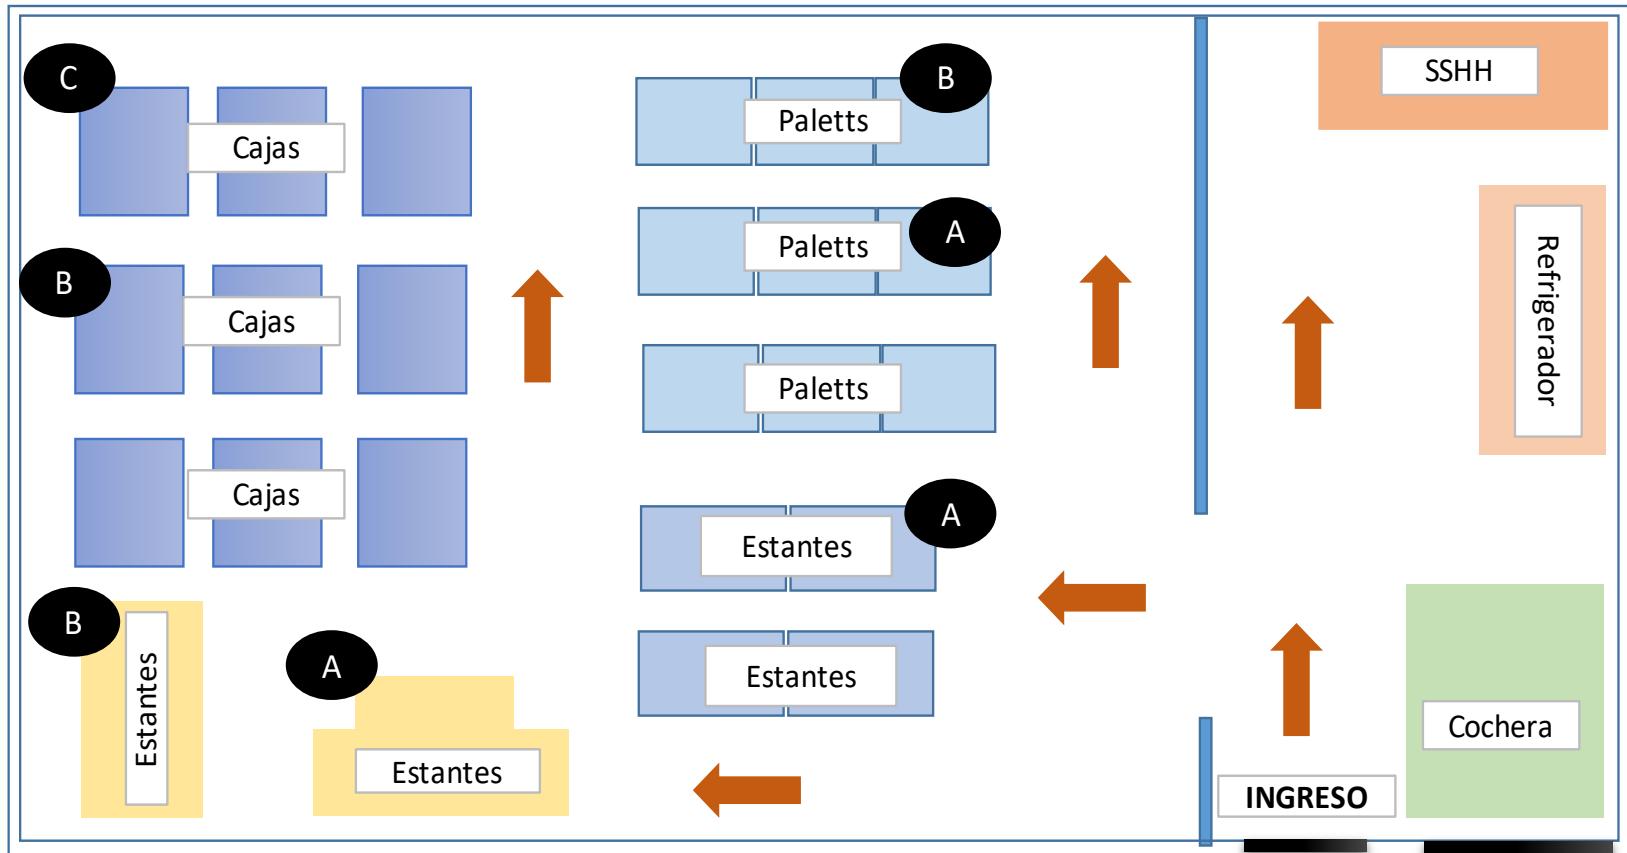 C
B
SSHH
Cajas
Paletts
A
Paletts
B
Cajas
Refrigerador
Paletts
Cajas
A
Estantes
B
Estantes
A
Estantes
Estantes
Cochera
INGRESO